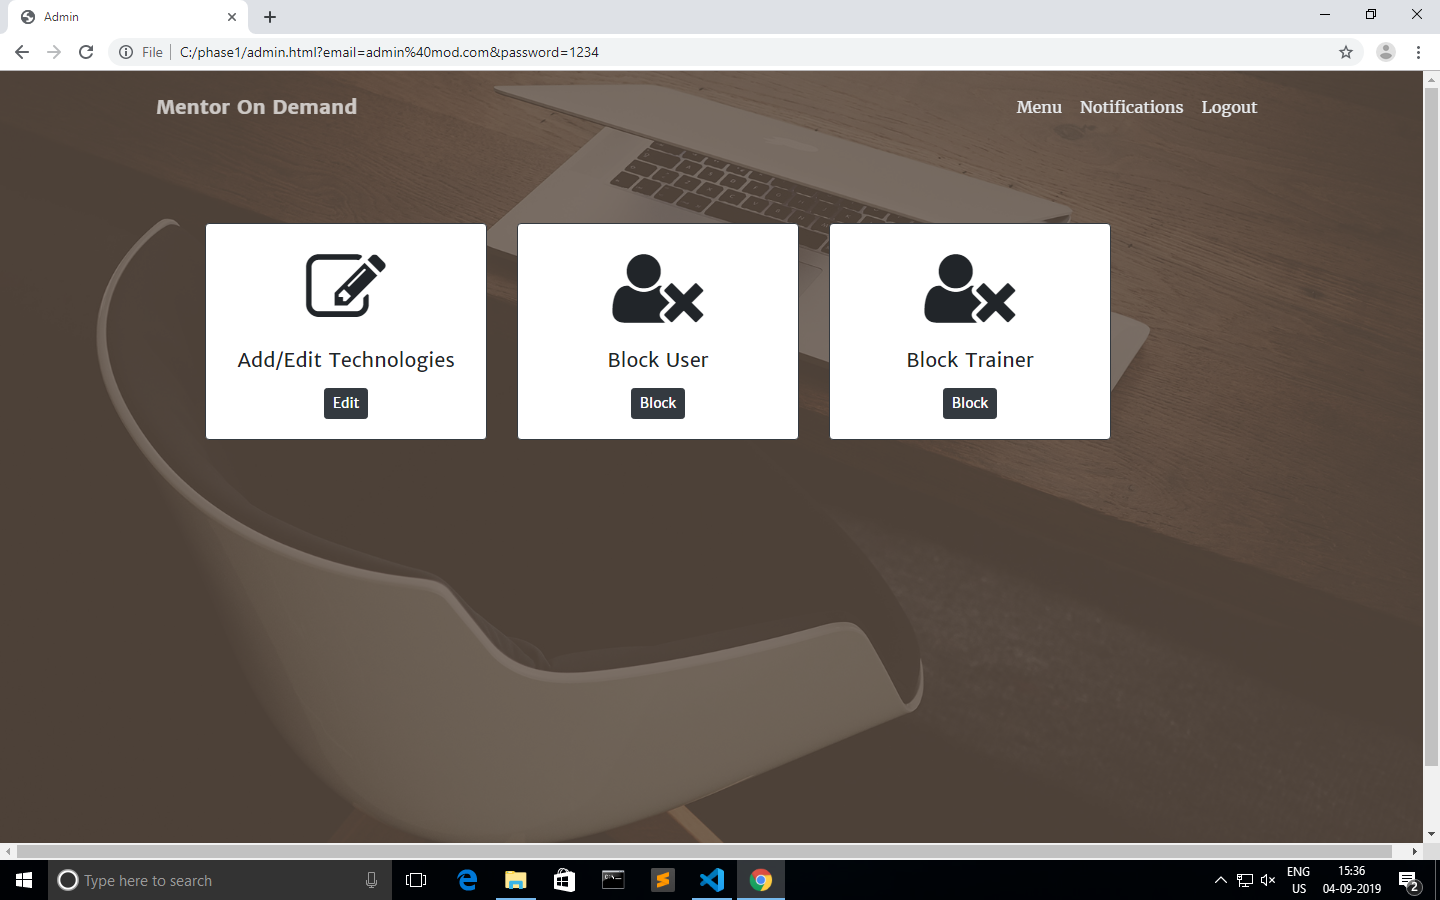 Admin
File
C:/phase1/admin.html?email=admin%40mod.com&password=1234
Mentor On Demand
Menu Notifications Logout
Add/Edit Technologies
Edit
Block User
Block
Block Trainer
Block
Type here to search
ENG
US
15:36
04-09-2019
2